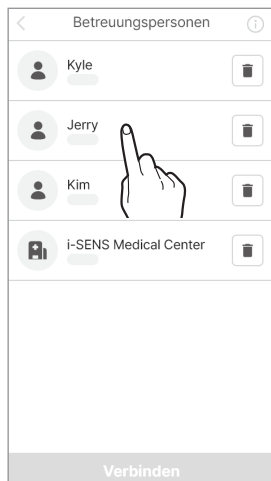 Betreuungspersonen
Kyle
Jerry
Kim
i-SENS Medical Center
Verbinden